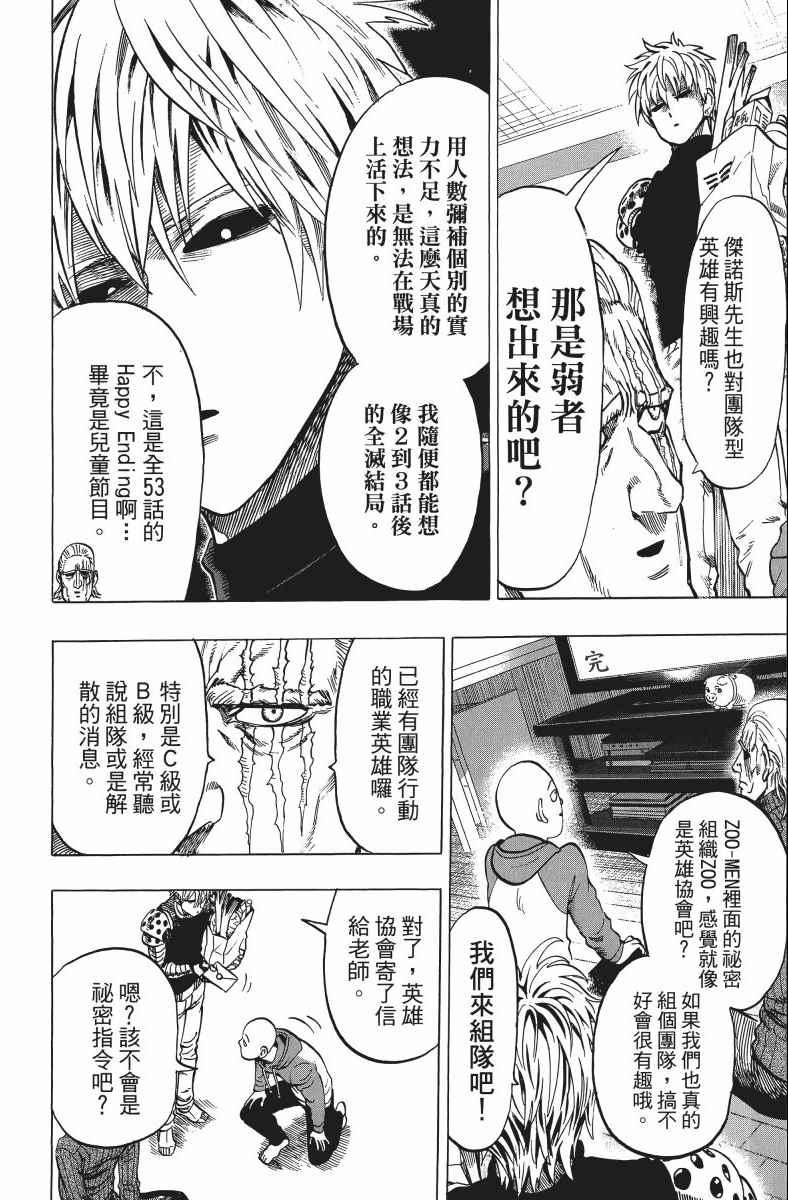 傑諾斯先生也對團隊型
英雄有興趣嗎？
那是弱者
想出來的吧？
用人數彌補個別的實
力不足，這麼天真的
想法，是無法在戰場
上活下來的。
我隨便都能想
像2到3話後
的全滅結局。
不，這是全53話的
Happy Ending啊…
畢竟是兒童節目。
完
ZOO-MEN裡面的祕密
組織ZOO，感覺就像
是英雄協會吧？
如果我們也真的
組個團隊，搞不
好會很有趣哦。
我們來組隊吧！
已經有團隊行動
的職業英雄囉。
特別是C級或
B級，經常聽
說組隊或是解
散的消息。
對了，英雄
協會寄了信
給老師。
嗯？該不會是
祕密指令吧？